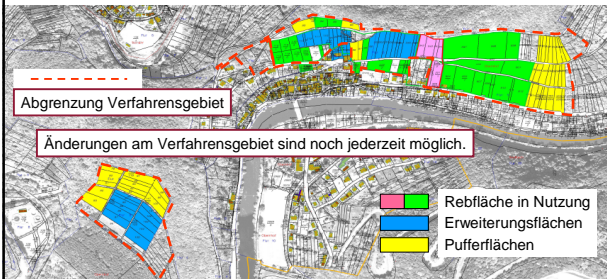 Abgrenzung Verfahrensgebiet
Änderungen am Verfahrensgebiet sind noch jederzeit möglich.
Rebfläche in Nutzung
Erweiterungsflächen
Pufferflächen